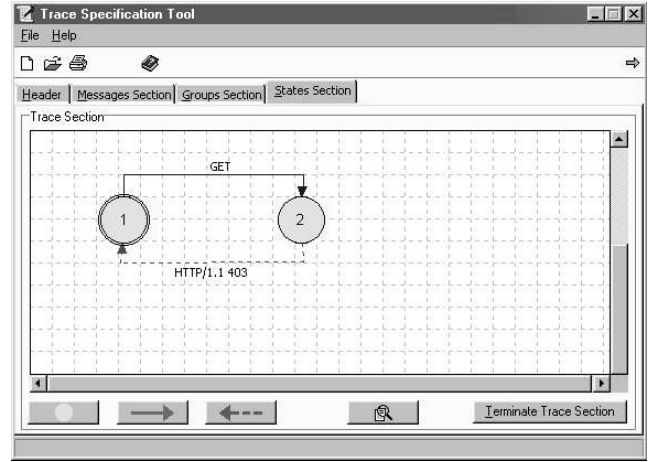 Trace Specification Tool
File Help
Header Messages Section Groups Section States Section
Trace Section
GET
1 2
HTTP/1.1 403
Terminate Trace Section